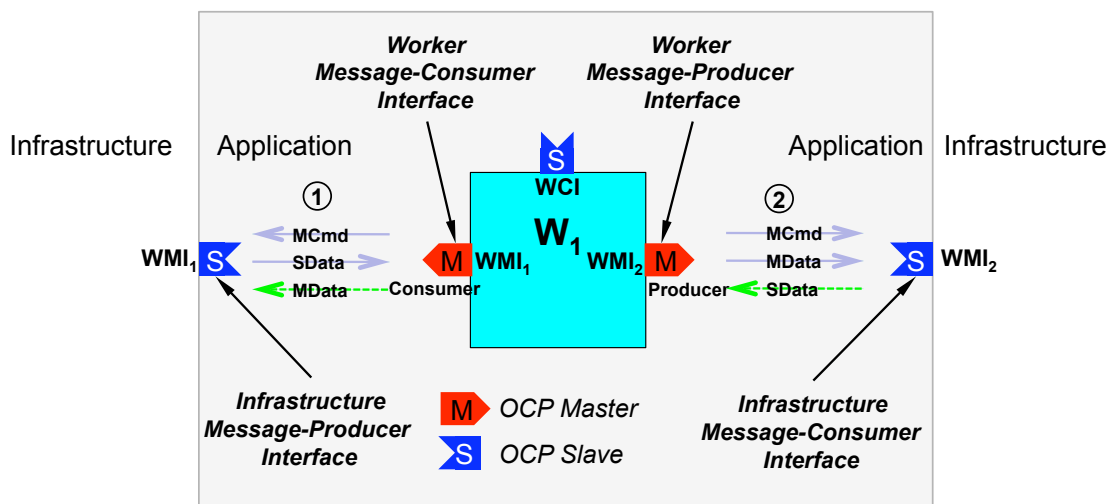 Worker
Message-Consumer
Interface
Worker
Message-Producer
Interface
Infrastructure
Application
Application
Infrastructure
S
WCI
W1
1
MCmd
SData
MData
2
MCmd
MData
SData
WMI1
S
M
WMI1
Consumer
WMI2
M
Producer
S
WMI2
Infrastructure
Message-Producer
Interface
M OCP Master
S OCP Slave
Infrastructure
Message-Consumer
Interface